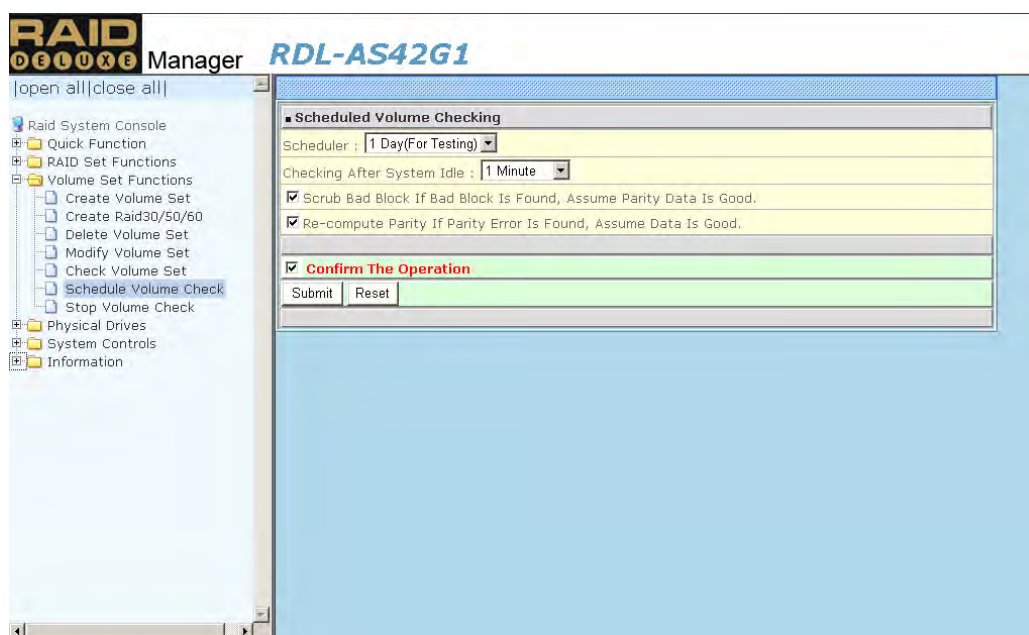 RAID
DELUXE Manager
RDL-AS42G1
|open all||close all|
Raid System Console
Quick Function
RAID Set Functions
Volume Set Functions
Create Volume Set
Create Raid30/50/60
Delete Volume Set
Modify Volume Set
Check Volume Set
Schedule Volume Check
Stop Volume Check
Physical Drives
System Controls
Information
Scheduled Volume Checking
Scheduler : 1 Day(For Testing)
Checking After System Idle : 1 Minute
Scrub Bad Block If Bad Block Is Found, Assume Parity Data Is Good.
Re-compute Parity If Parity Error Is Found, Assume Data Is Good.
Confirm The Operation
Submit Reset